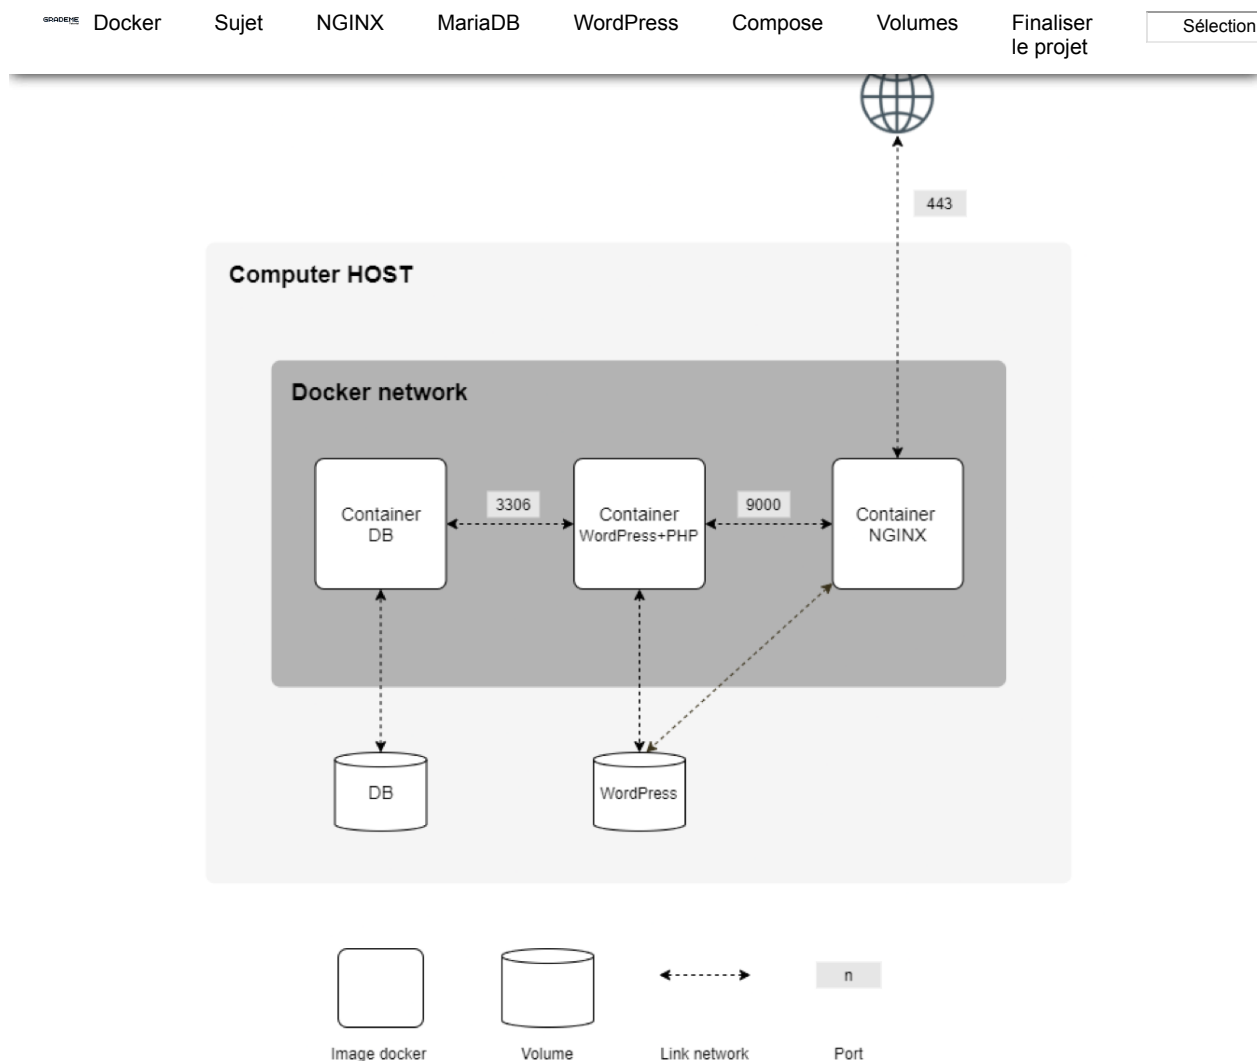 GRADEME
Docker
Sujet
NGINX
MariaDB
WordPress
Compose
Volumes
Finaliser
le projet
Sélection
443
Computer HOST
Docker network
3306
9000
Container
DB
Container
WordPress+PHP
Container
NGINX
DB
WordPress
n
Image docker
Volume
Link network
Port